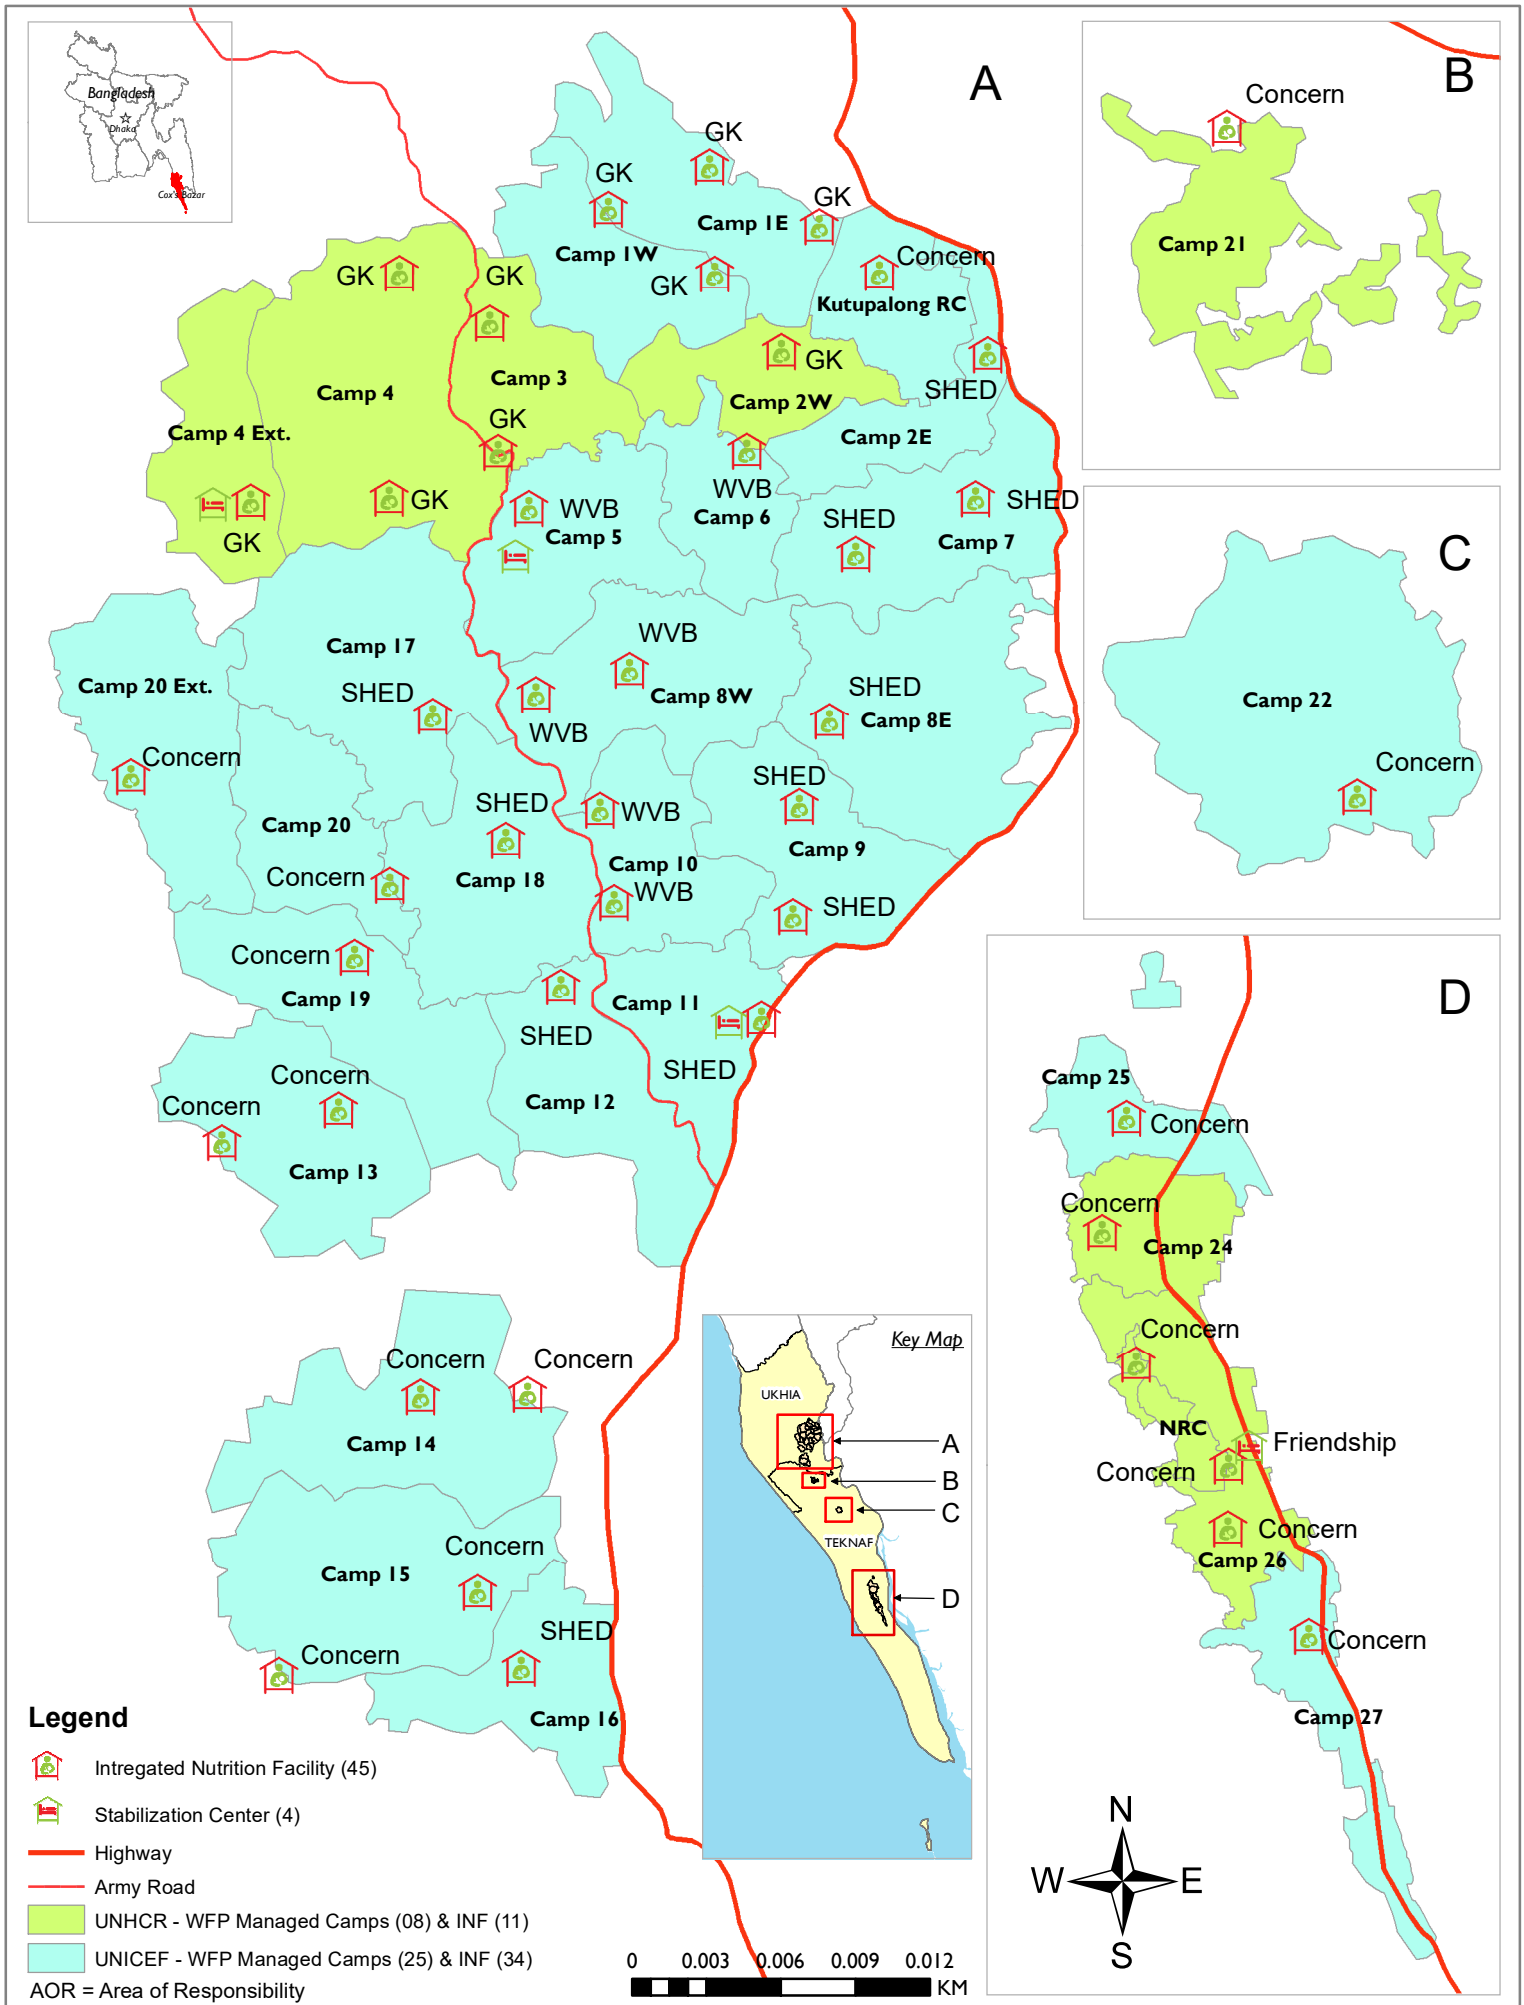 Bangladesh
Dhaka
Cox's Bazar
A
GK
GK
GK
Camp 1E
Camp 1W
GK
Concern
Kutupalong RC
GK
GK
Camp 4
Camp 3
GK
Camp 2W
SHED
GK
Camp 4 Ext.
Camp 2E
GK
GK
WVB
Camp 6
WVB
Camp 5
SHED
SHED
Camp 7
Camp 17
WVB
Camp 8W
WVB
SHED
Camp 8E
Camp 20 Ext.
SHED
Concern
Camp 20
SHED
Camp 18
WVB
Camp 10
WVB
SHED
Camp 9
SHED
Concern
Concern
Camp 19
SHED
Camp 11
SHED
Camp 12
Concern
Concern
Camp 13
Concern
Concern
Camp 14
Camp 15
Concern
Concern
SHED
Camp 16
B
Concern
Camp 21
C
Camp 22
Concern
D
Camp 25
Concern
Concern
Camp 24
Concern
NRC
Friendship
Concern
Concern
Camp 26
Concern
Camp 27
Key Map
UKHIA
A
B
C
TEKNAF
D
N
W
E
S
Legend
Intregated Nutrition Facility (45)
Stabilization Center (4)
Highway
Army Road
UNHCR - WFP Managed Camps (08) & INF (11)
UNICEF - WFP Managed Camps (25) & INF (34)
AOR = Area of Responsibility
0 0.003 0.006 0.009 0.012
KM